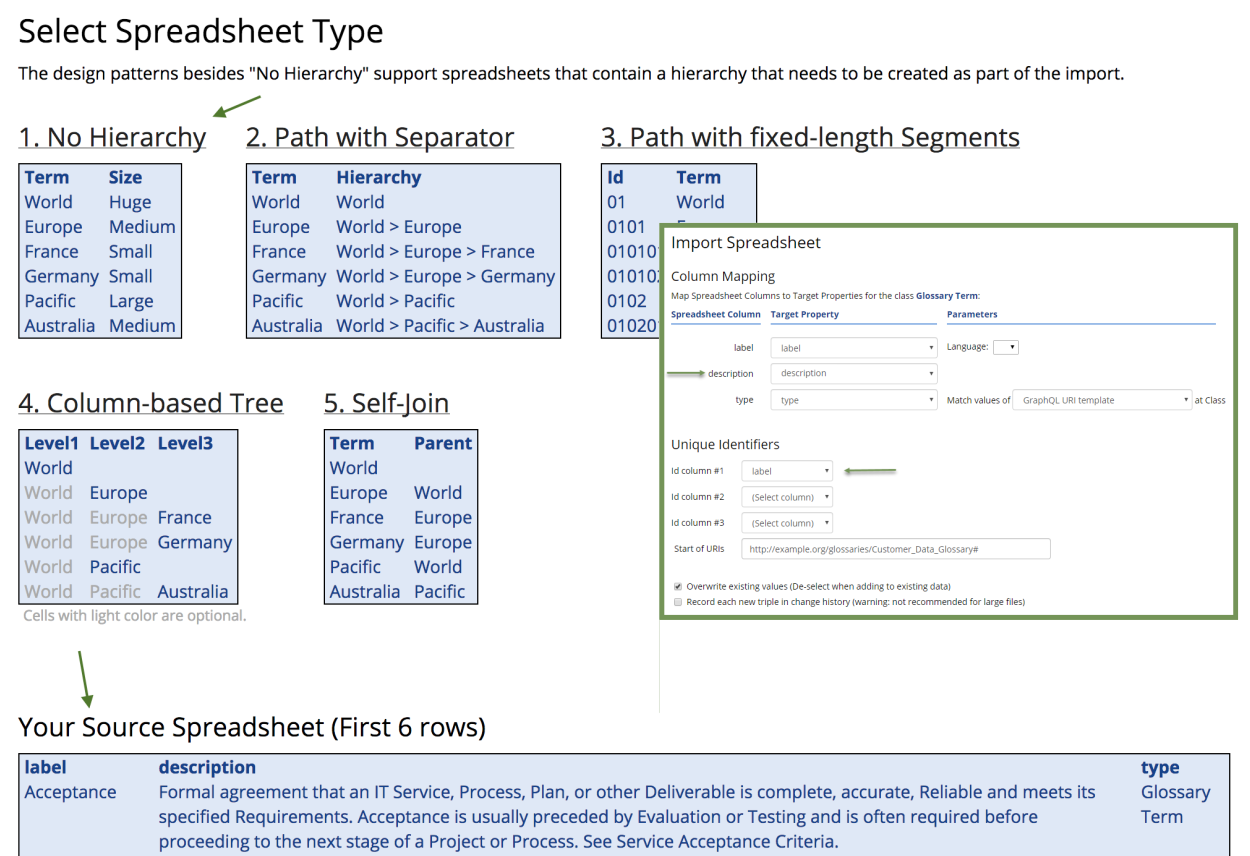 Select Spreadsheet Type
The design patterns besides "No Hierarchy" support spreadsheets that contain a hierarchy that needs to be created as part of the import.
1. No Hierarchy
Term Size
World Huge
Europe Medium
France Small
Germany Small
Pacific Large
Australia Medium
2. Path with Separator
Term Hierarchy
World World
Europe World > Europe
France World > Europe > France
Germany World > Europe > Germany
Pacific World > Pacific
Australia World > Pacific > Australia
3. Path with fixed-length Segments
Id Term
01 World
0101
0102
Import Spreadsheet
Column Mapping
Map Spreadsheet Columns to Target Properties for the class Glossary Term:
Spreadsheet Column Target Property Parameters
label label Language:
description description
type type Match values of GraphQL URI template at Class
Unique Identifiers
Id column #1 label
Id column #2 (Select column)
Id column #3 (Select column)
Start of URIs http://example.org/glossaries/Customer_Data_Glossary#
Overwrite existing values (De-select when adding to existing data)
Record each new triple in change history (warning: not recommended for large files)
4. Column-based Tree
Level1 Level2 Level3
World
World Europe
World Europe France
World Europe Germany
World Pacific
World Pacific Australia
Cells with light color are optional.
5. Self-Join
Term Parent
World
Europe World
France Europe
Germany Europe
Pacific World
Australia Pacific
Your Source Spreadsheet (First 6 rows)
label description type
Acceptance Formal agreement that an IT Service, Process, Plan, or other Deliverable is complete, accurate, Reliable and meets its Glossary
specified Requirements. Acceptance is usually preceded by Evaluation or Testing and is often required before Term
proceeding to the next stage of a Project or Process. See Service Acceptance Criteria.